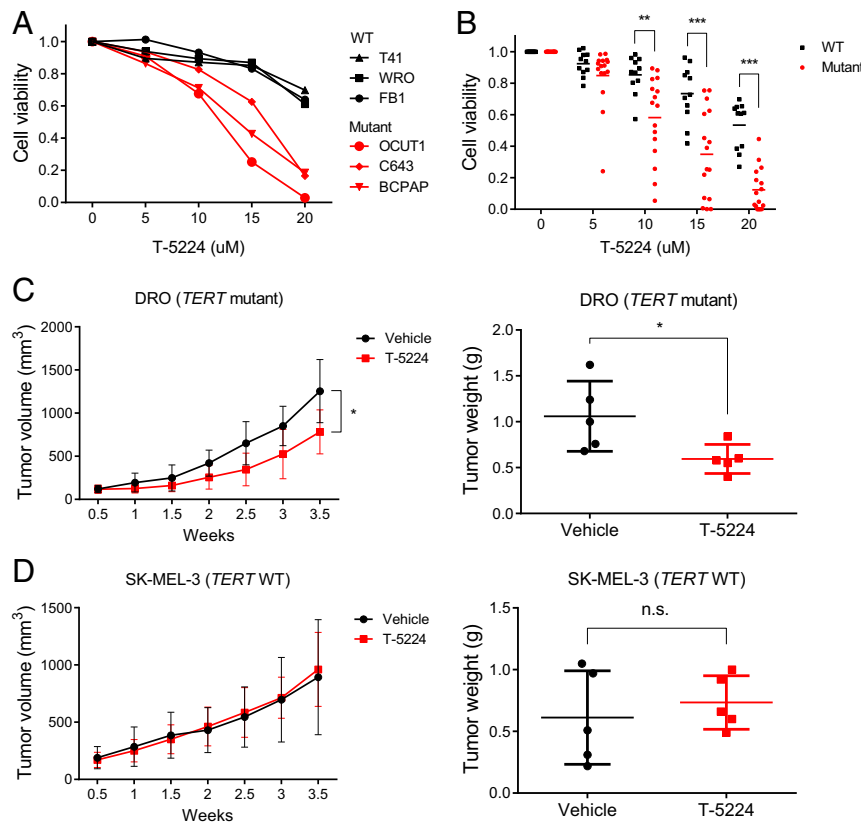 A
Cell viability
1.0
0.8
0.6
0.4
0.2
0.0
0 5 10 15 20
T-5224 (uM)
WT
T41
WRO
FB1
Mutant
OCUT1
C643
BCPAP
B
Cell viability
1.0
0.8
0.6
0.4
0.2
0.0
0 5 10 15 20
T-5224 (uM)
** *** ***
WT
Mutant
C
DRO (TERT mutant)
Tumor volume (mm3)
2000
1500
1000
500
0
0.5 1 1.5 2 2.5 3 3.5
Weeks
Vehicle
T-5224
*
DRO (TERT mutant)
Tumor weight (g)
2.0
1.5
1.0
0.5
0.0
*
Vehicle T-5224
D
SK-MEL-3 (TERT WT)
Tumor volume (mm3)
1500
1000
500
0
0.5 1 1.5 2 2.5 3 3.5
Weeks
Vehicle
T-5224
SK-MEL-3 (TERT WT)
Tumor weight (g)
1.5
1.0
0.5
0.0
n.s.
Vehicle T-5224